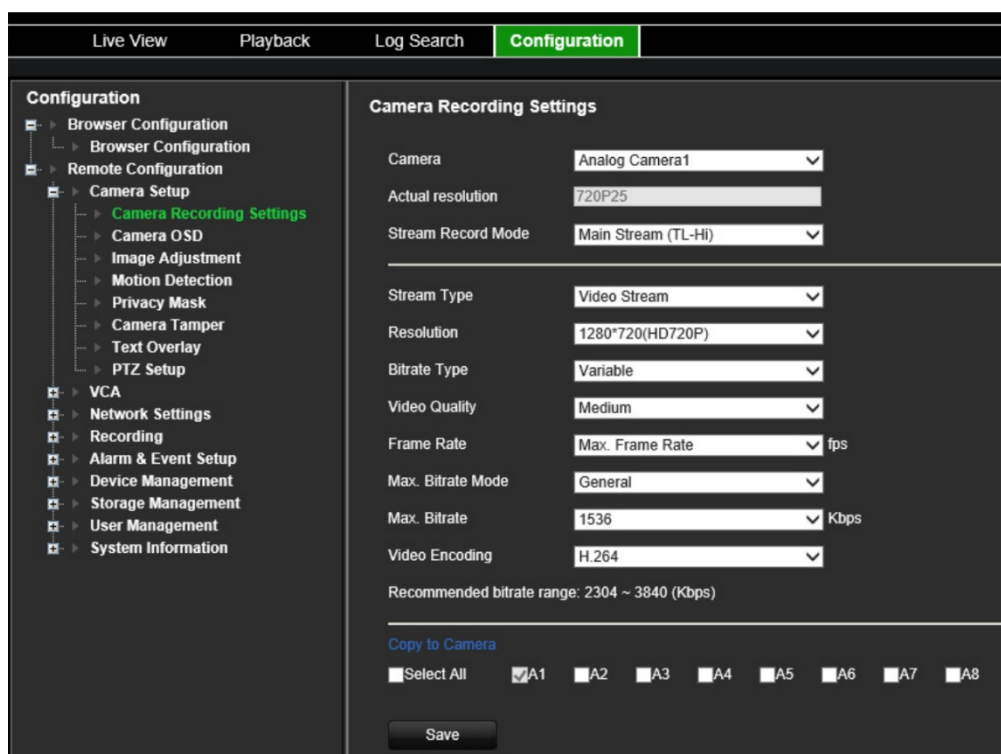 Live View Playback Log Search Configuration
Configuration
Browser Configuration
Browser Configuration
Remote Configuration
Camera Setup
Camera Recording Settings
Camera OSD
Image Adjustment
Motion Detection
Privacy Mask
Camera Tamper
Text Overlay
PTZ Setup
VCA
Network Settings
Recording
Alarm & Event Setup
Device Management
Storage Management
User Management
System Information
Camera Recording Settings
Camera Analog Camera1
Actual resolution 720P25
Stream Record Mode Main Stream (TL-Hi)
Stream Type Video Stream
Resolution 1280*720(HD720P)
Bitrate Type Variable
Video Quality Medium
Frame Rate Max. Frame Rate fps
Max. Bitrate Mode General
Max. Bitrate 1536 Kbps
Video Encoding H.264
Recommended bitrate range: 2304 ~ 3840 (Kbps)
Copy to Camera
Select All A1 A2 A3 A4 A5 A6 A7 A8
Save